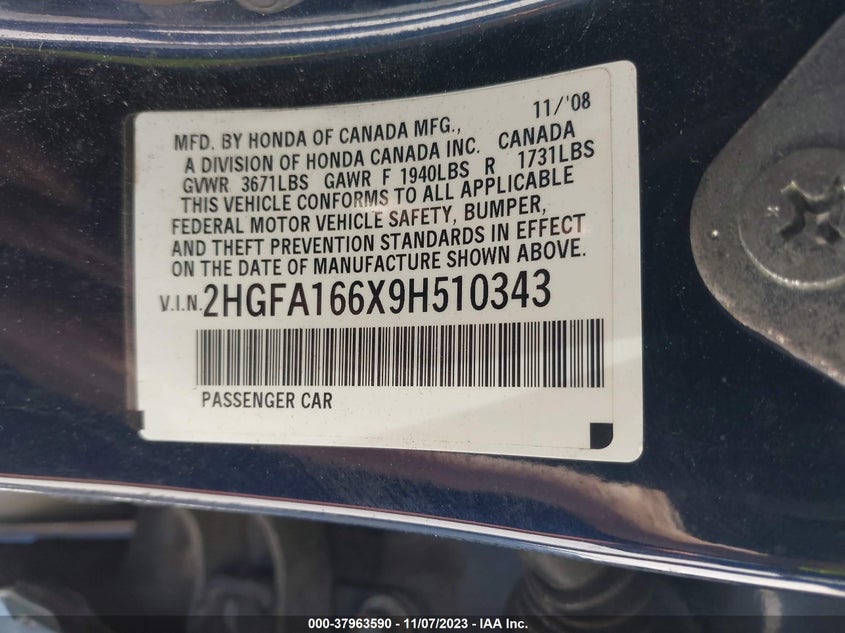 11/'08
MFD. BY HONDA OF CANADA MFG.,
A DIVISION OF HONDA CANADA INC. CANADA
GVWR 3671LBS GAWR F 1940LBS R 1731LBS
THIS VEHICLE CONFORMS TO ALL APPLICABLE
FEDERAL MOTOR VEHICLE SAFETY, BUMPER,
AND THEFT PREVENTION STANDARDS IN EFFECT
ON THE DATE OF MANUFACTURE SHOWN ABOVE.
V.I.N. 2HGFA166X9H510343
PASSENGER CAR
000-37963590 - 11/07/2023 - IAA Inc.